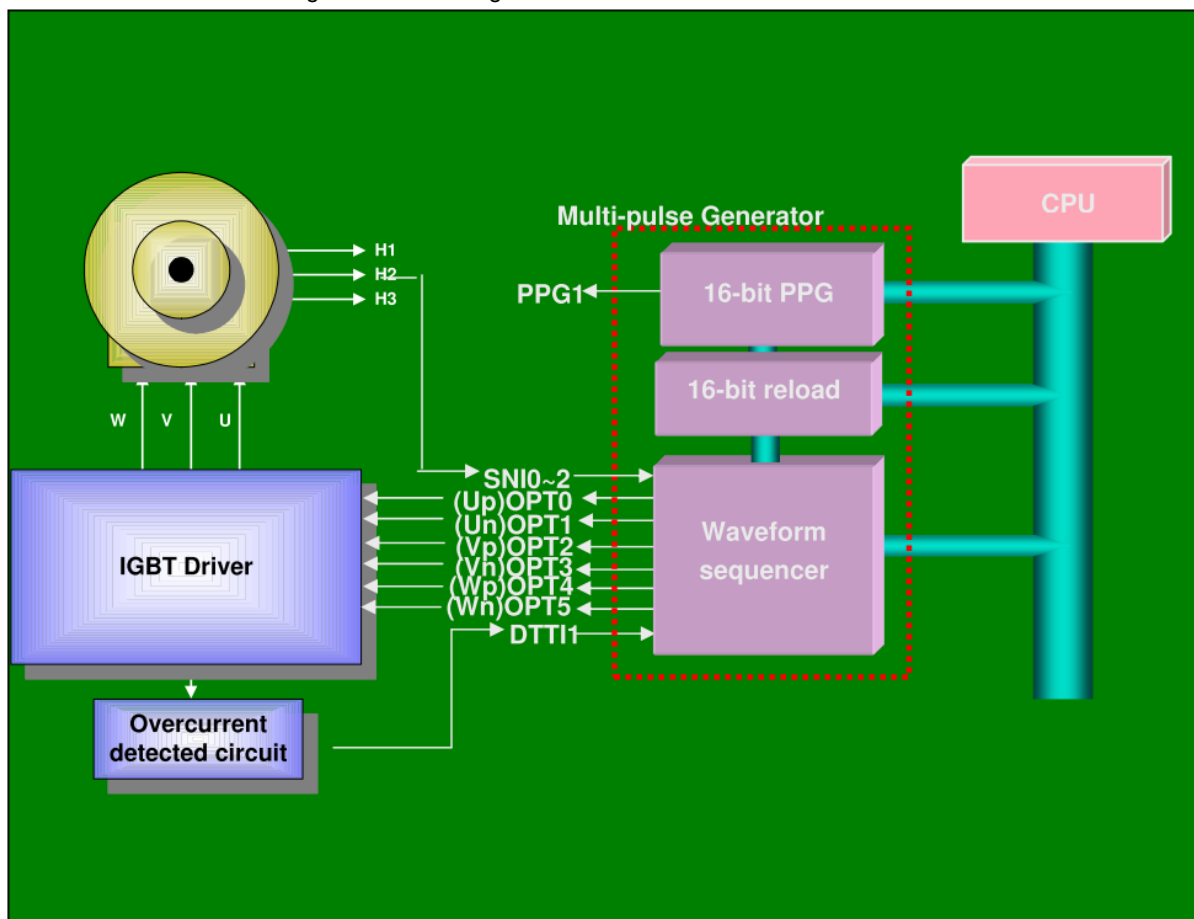 CPU
Multi-pulse Generator
H1
H2
H3
PPG1
16-bit PPG
16-bit reload
W
V
U
SNI0~2
(Up)OPT0
(Un)OPT1
(Vp)OPT2
(Vn)OPT3
(Wp)OPT4
(Wn)OPT5
DTTI1
Waveform
sequencer
IGBT Driver
Overcurrent
detected circuit